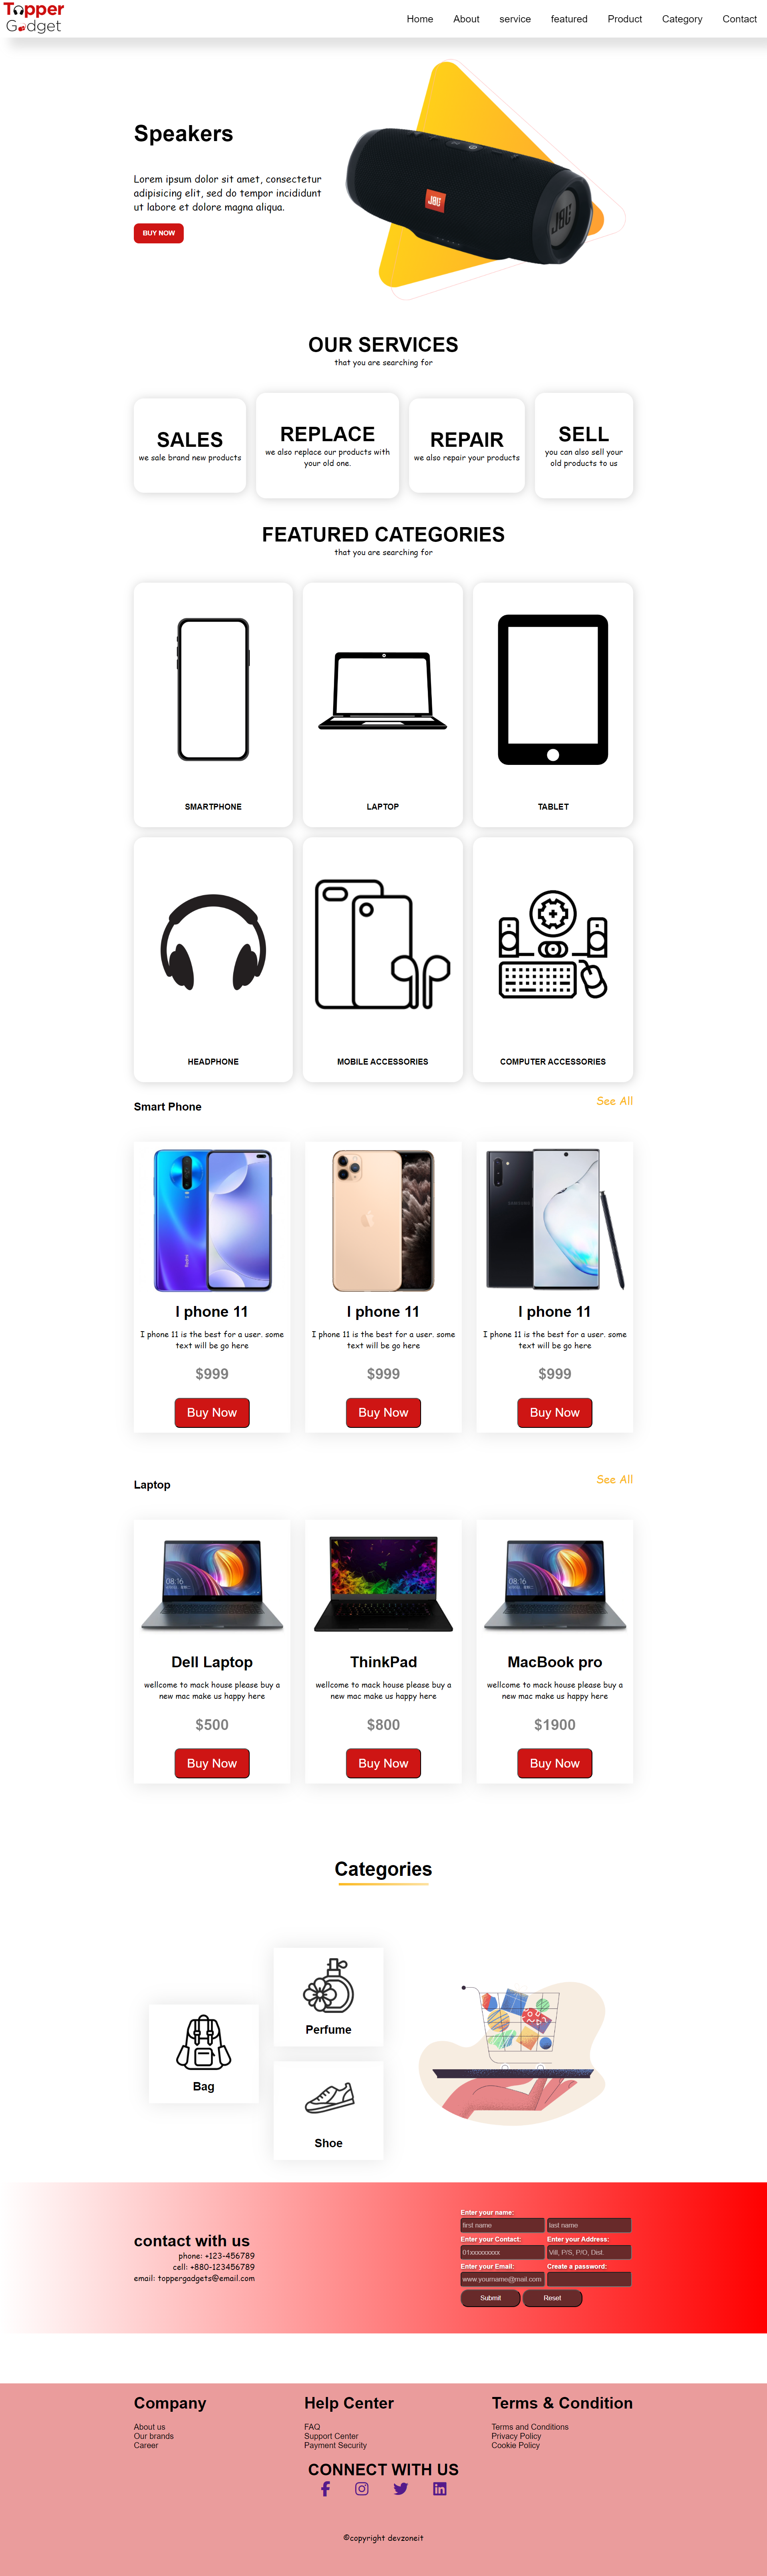 Topper
Gadget
Home About service featured Product Category Contact
Speakers
Lorem ipsum dolor sit amet, consectetur
adipisicing elit, sed do tempor incididunt
ut labore et dolore magna aliqua.
BUY NOW
JBL
JBL
OUR SERVICES
that you are searching for
SALES
we sale brand new products
REPLACE
we also replace our products with
your old one.
REPAIR
we also repair your products
SELL
you can also sell your
old products to us
FEATURED CATEGORIES
that you are searching for
SMARTPHONE
LAPTOP
TABLET
HEADPHONE
MOBILE ACCESSORIES
COMPUTER ACCESSORIES
Smart Phone
See All
Redmi
SAMSUNG
I phone 11
I phone 11 is the best for a user. some
text will be go here
$999
Buy Now
I phone 11
I phone 11 is the best for a user. some
text will be go here
$999
Buy Now
I phone 11
I phone 11 is the best for a user. some
text will be go here
$999
Buy Now
Laptop
See All
08:16
08:16
Dell Laptop
wellcome to mack house please buy a
new mac make us happy here
$500
Buy Now
ThinkPad
wellcome to mack house please buy a
new mac make us happy here
$800
Buy Now
MacBook pro
wellcome to mack house please buy a
new mac make us happy here
$1900
Buy Now
Categories
Bag
Perfume
Shoe
contact with us
phone: +123-456789
cell: +880-123456789
email: toppergadgets@email.com
Enter your name:
first name
last name
Enter your Contact:
Enter your Address:
01xxxxxxxxx
Vill, P/S, P/O, Dist.
Enter your Email:
Create a password:
www.yourname@mail.com
Submit
Reset
Company
About us
Our brands
Career
Help Center
FAQ
Support Center
Payment Security
Terms & Condition
Terms and Conditions
Privacy Policy
Cookie Policy
CONNECT WITH US
©copyright devzoneit